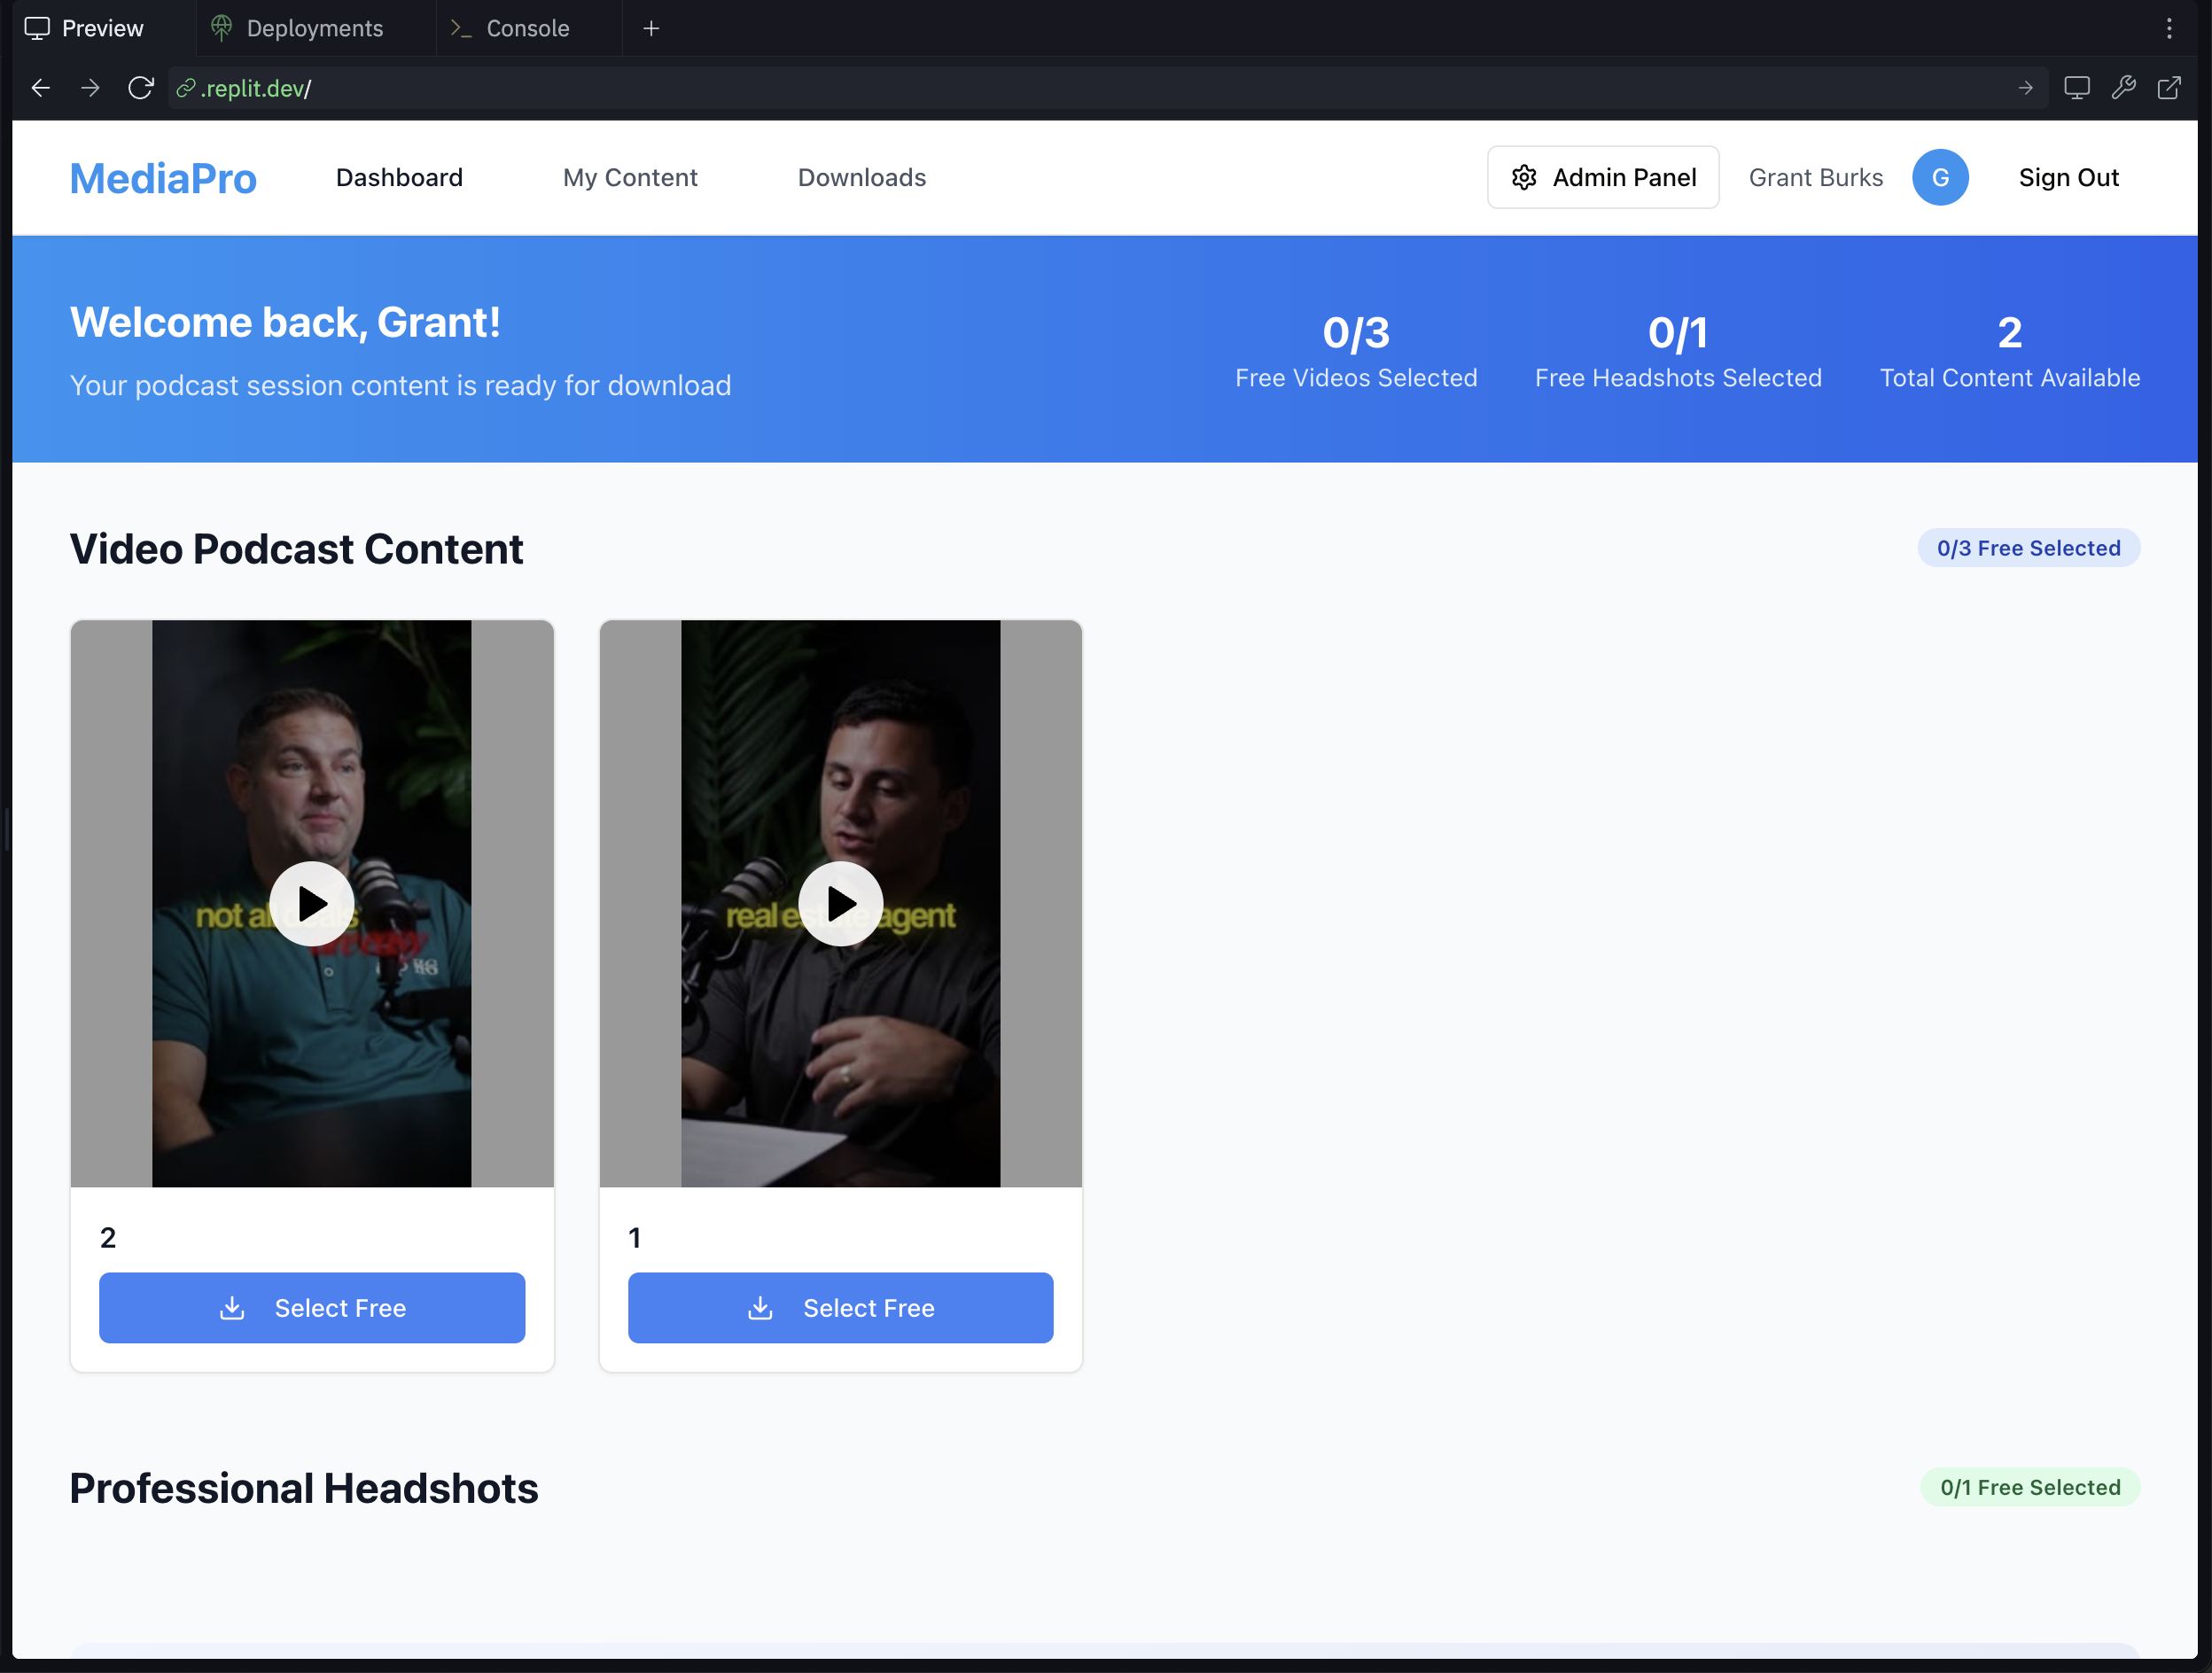 Preview Deployments Console
.replit.dev/
MediaPro Dashboard My Content Downloads Admin Panel Grant Burks G Sign Out
Welcome back, Grant!
Your podcast session content is ready for download
0/3 0/1 2
Free Videos Selected Free Headshots Selected Total Content Available
Video Podcast Content 0/3 Free Selected
not real agent
2 1
Select Free Select Free
Professional Headshots 0/1 Free Selected